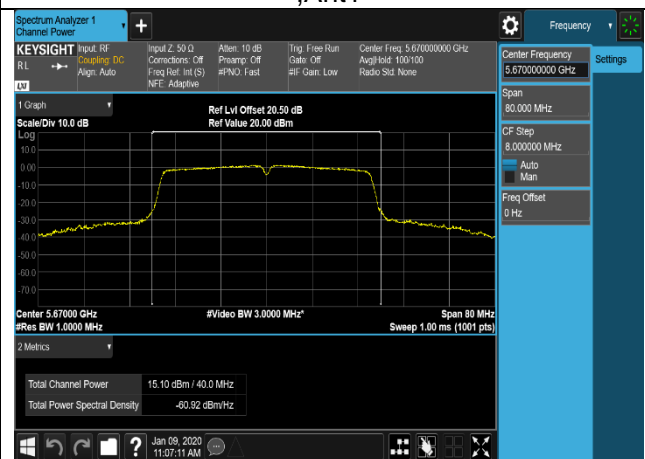 Spectrum Analyzer 1
Channel Power
+
Frequency
KEYSIGHT
RL
LXI
Input: RF
Coupling: DC
Align: Auto
Input Z: 50 Ω
Corrections: Off
Freq Ref: Int (S)
NFE: Adaptive
Atten: 10 dB
Preamp: Off
#PNO: Fast
Trig: Free Run
Gate: Off
#IF Gain: Low
Center Freq: 5.670000000 GHz
Avg|Hold: 100/100
Radio Std: None
Center Frequency
5.670000000 GHz
Settings
Span
80.000 MHz
CF Step
8.000000 MHz
Auto
Man
Freq Offset
0 Hz
1 Graph
Scale/Div 10.0 dB
Ref Lvl Offset 20.50 dB
Ref Value 20.00 dBm
Log
10.0
0.00
-10.0
-20.0
-30.0
-40.0
-50.0
-60.0
-70.0
Center 5.67000 GHz
#Video BW 3.0000 MHz*
Span 80 MHz
#Res BW 1.0000 MHz
Sweep 1.00 ms (1001 pts)
2 Metrics
Total Channel Power 15.10 dBm / 40.0 MHz
Total Power Spectral Density -60.92 dBm/Hz
?
Jan 09, 2020
11:07:11 AM